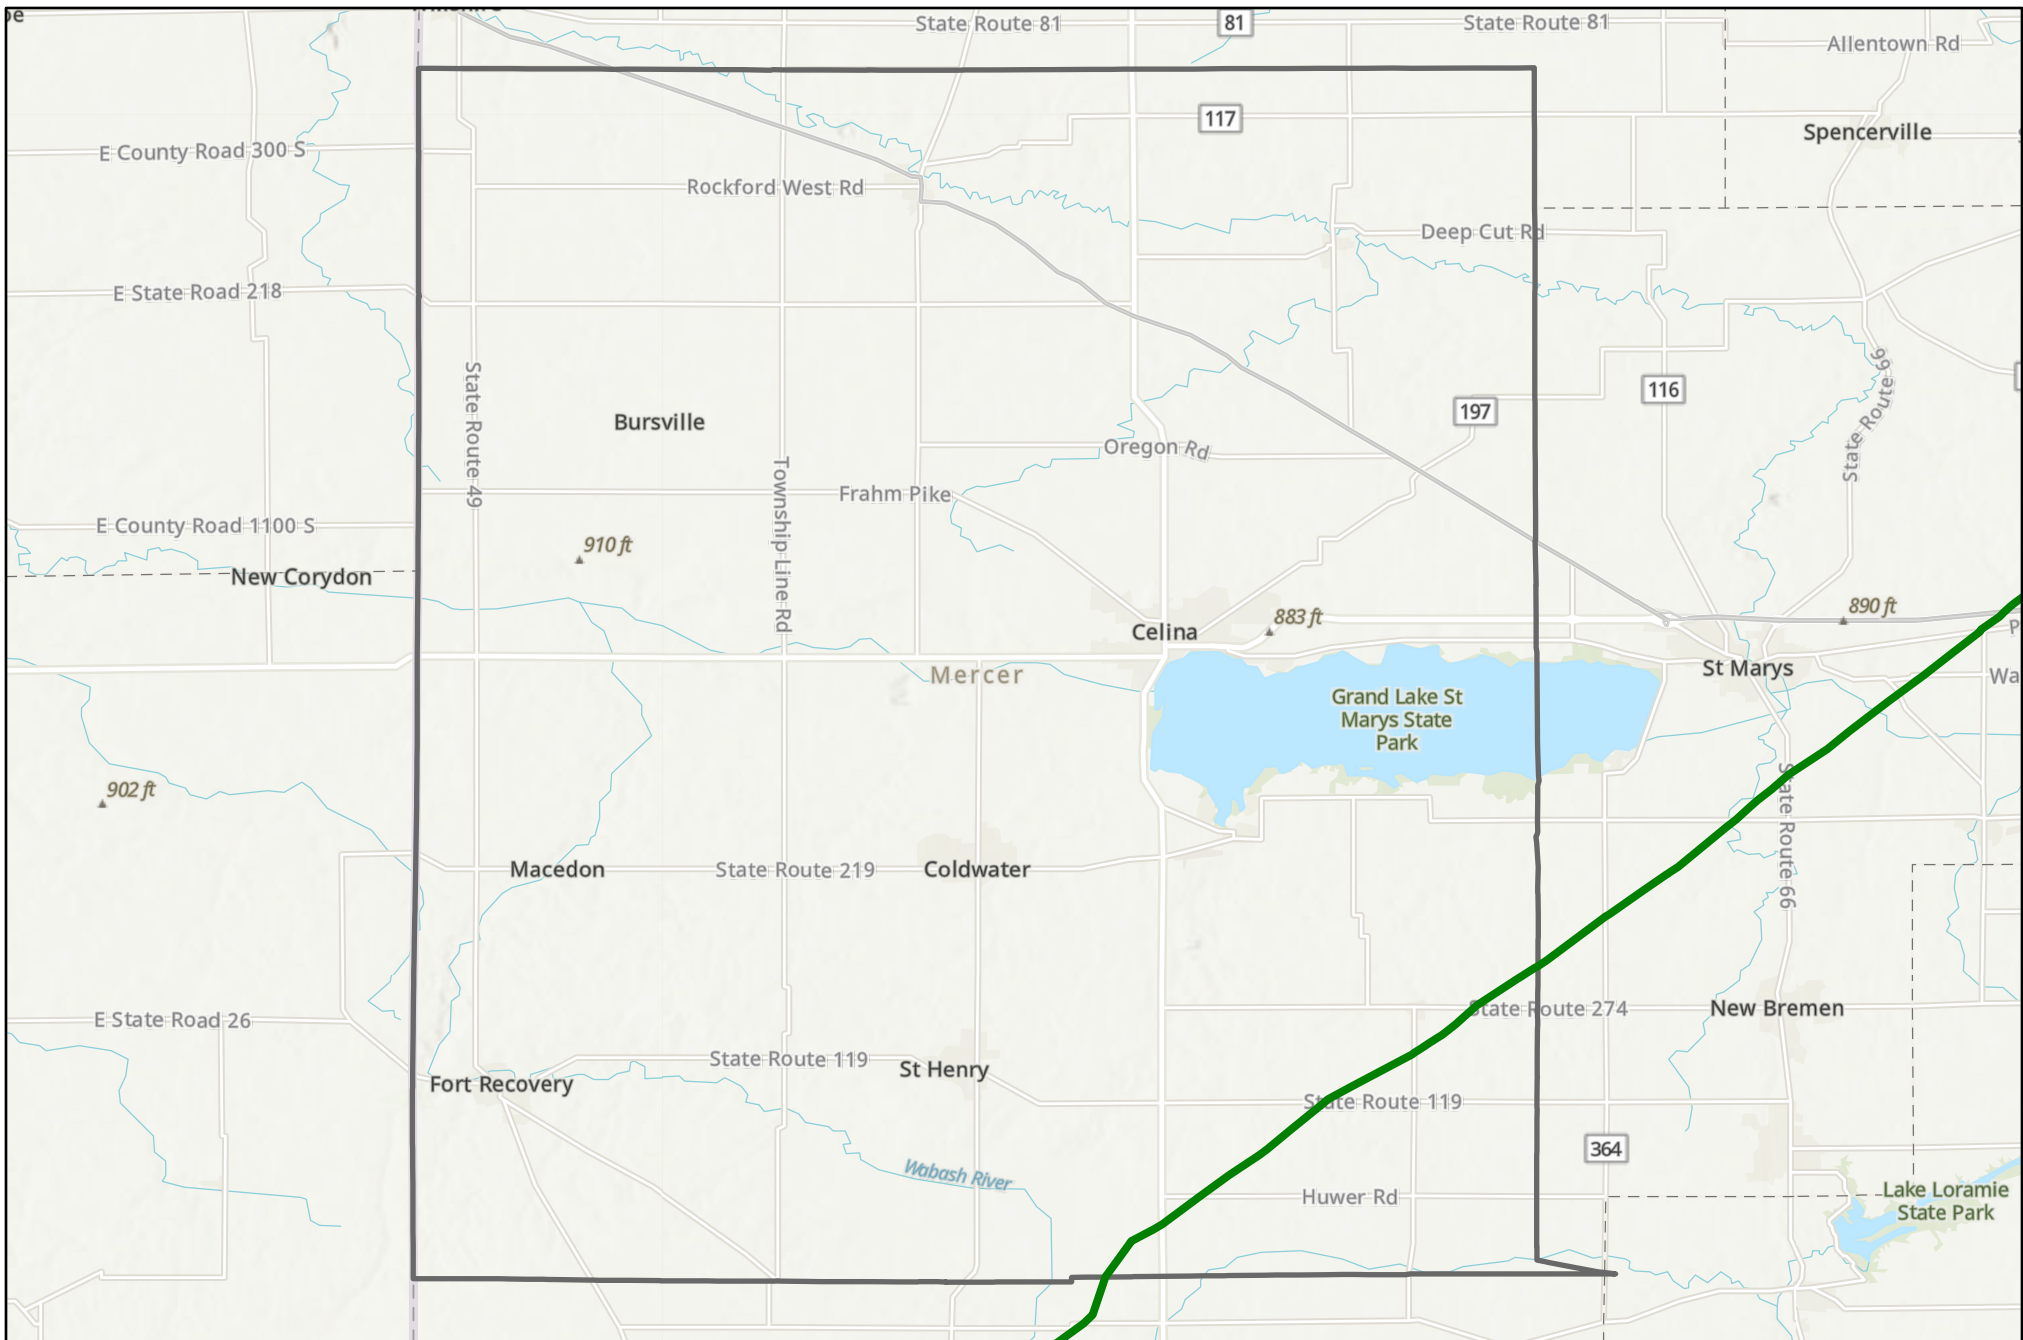 State Route 81
81
State Route 81
Allentown Rd
117
Spencerville
E County Road 300 S
Rockford West Rd
Deep Cut Rd
E State Road 218
State Route 49
116
State Route 66
197
Bursville
Oregon Rd
Township Line Rd
Frahm Pike
E County Road 1100 S
910 ft
New Corydon
883 ft
890 ft
Celina
Mercer
St Marys
Wa
Grand Lake St
Marys State
Park
902 ft
State Route 66
Macedon
State Route 219
Coldwater
E State Road 26
State Route 274
New Bremen
State Route 119
St Henry
Fort Recovery
State Route 119
364
Wabash River
Huwer Rd
Lake Loramie
State Park